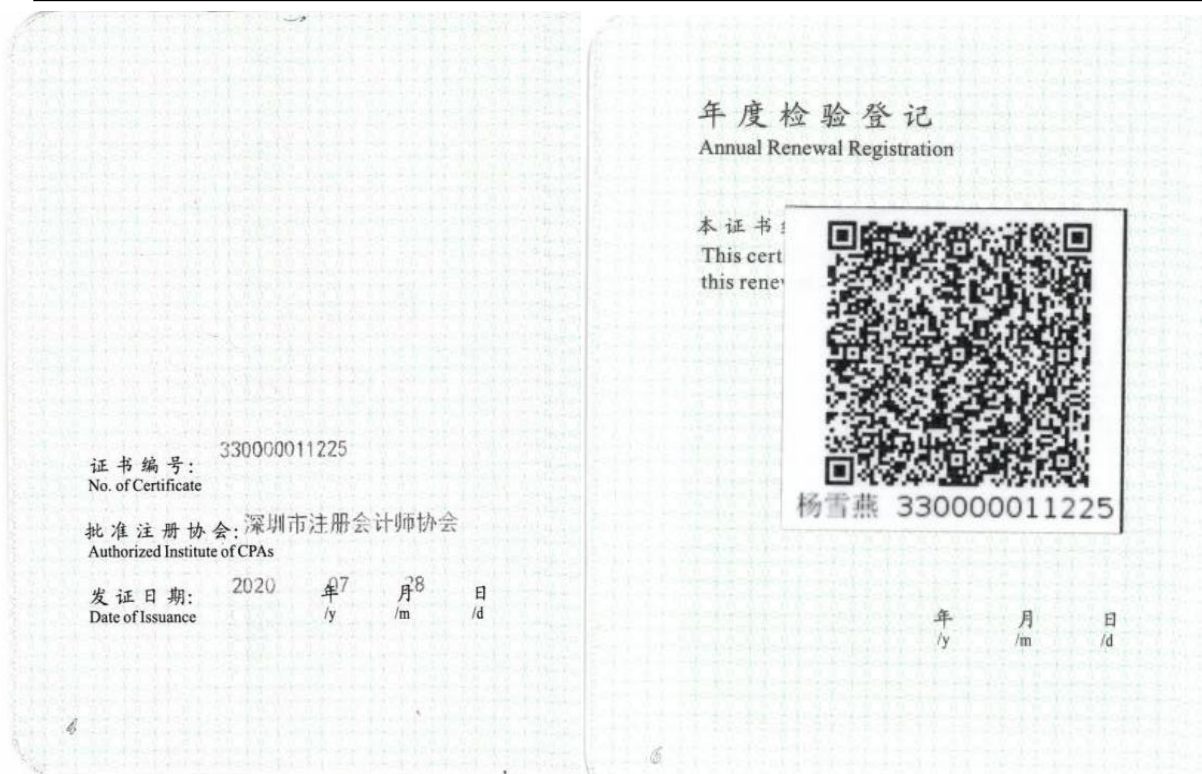 证书编号: 330000011225
No. of Certificate
批准注册协会: 深圳市注册会计师协会
Authorized Institute of CPAs
发证日期: 2020 年 07 月 28 日
Date of Issuance /y /m /d
4
年度检验登记
Annual Renewal Registration
本证书
This cert
this rene
杨雪燕 330000011225
年 月 日
/y /m /d
6